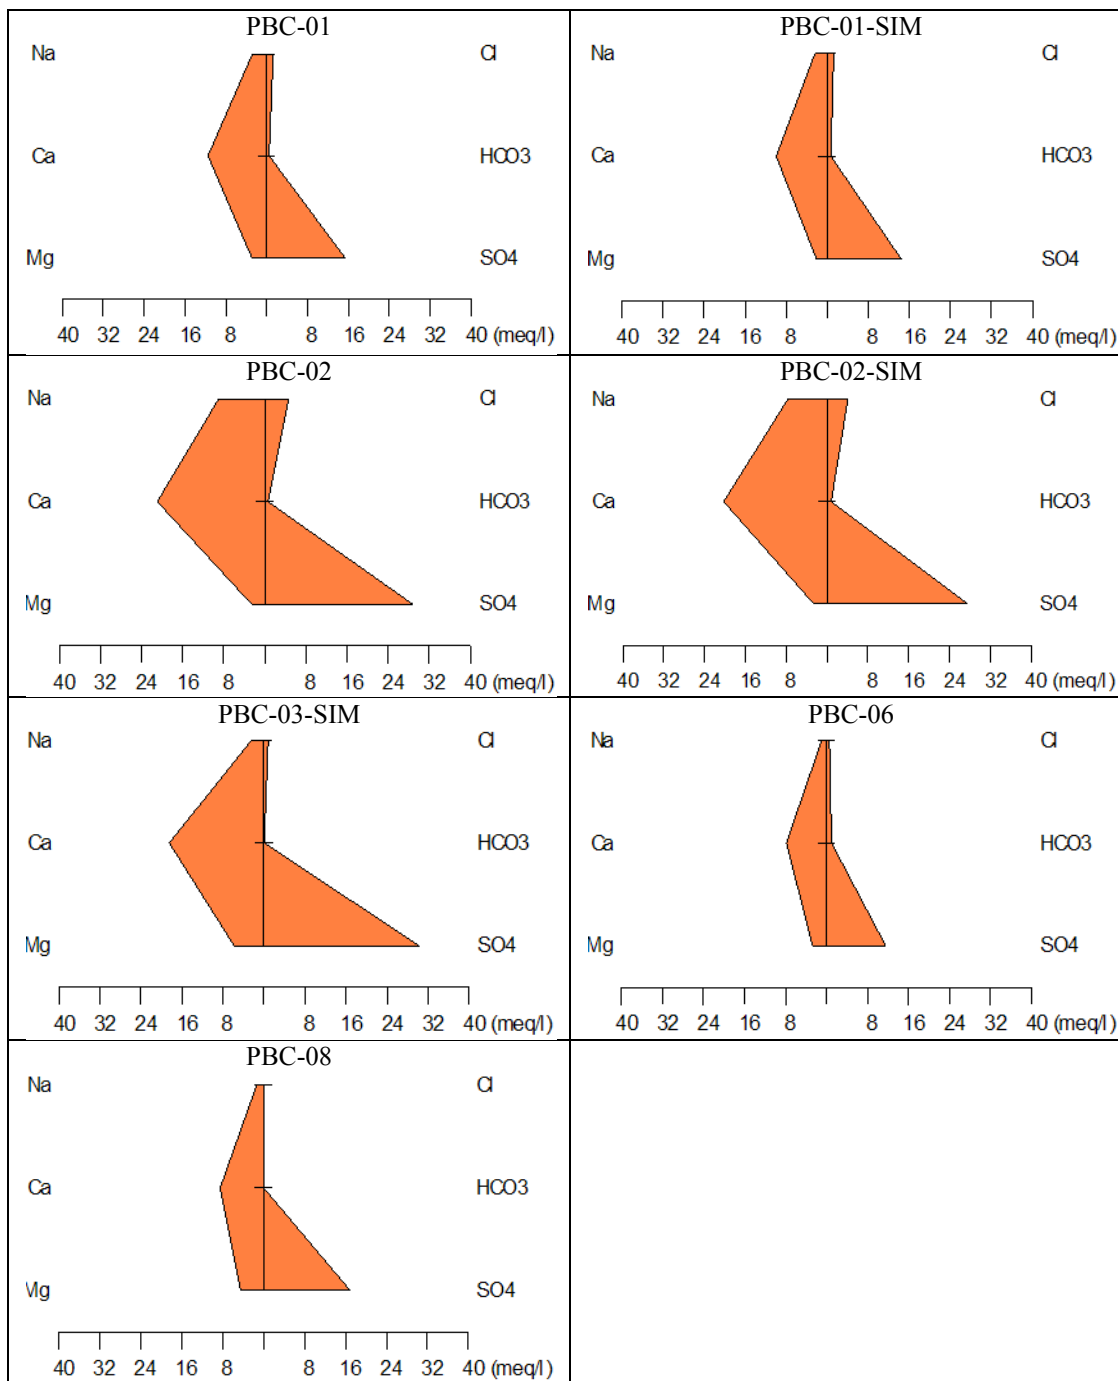 PBC-01
Na Cl
Ca HCO3
Mg SO4
40 32 24 16 8 8 16 24 32 40 (meq/l)
PBC-01-SIM
Na Cl
Ca HCO3
Mg SO4
40 32 24 16 8 8 16 24 32 40 (meq/l)
PBC-02
Na Cl
Ca HCO3
Mg SO4
40 32 24 16 8 8 16 24 32 40 (meq/l)
PBC-02-SIM
Na Cl
Ca HCO3
Mg SO4
40 32 24 16 8 8 16 24 32 40 (meq/l)
PBC-03-SIM
Na Cl
Ca HCO3
Mg SO4
40 32 24 16 8 8 16 24 32 40 (meq/l)
PBC-06
Na Cl
Ca HCO3
Mg SO4
40 32 24 16 8 8 16 24 32 40 (meq/l)
PBC-08
Na Cl
Ca HCO3
Mg SO4
40 32 24 16 8 8 16 24 32 40 (meq/l)